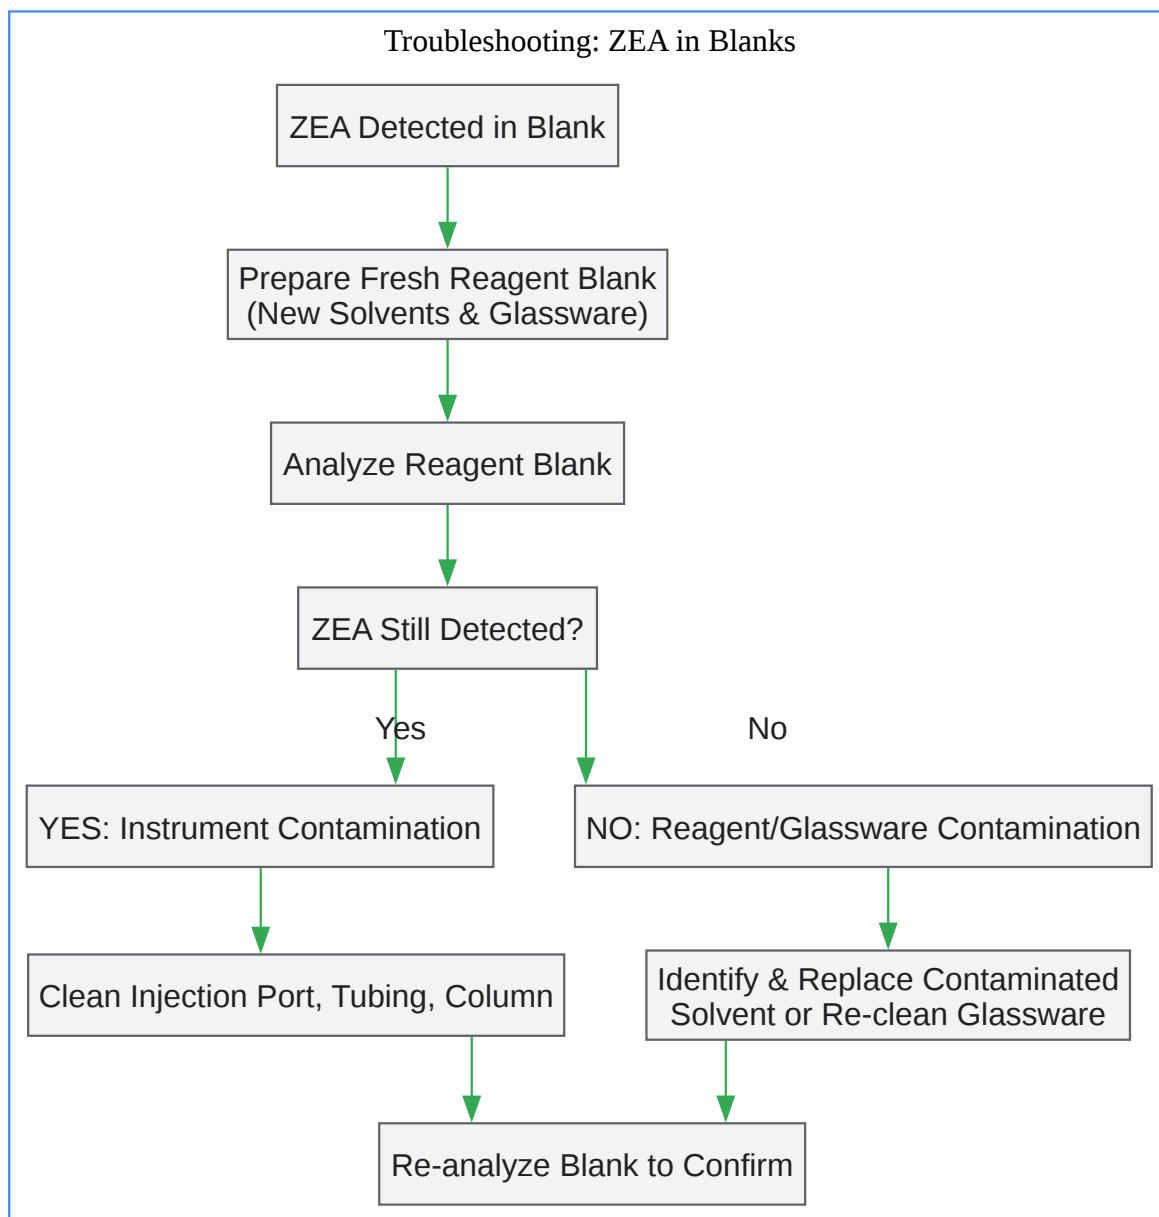 Troubleshooting: ZEA in Blanks
ZEA Detected in Blank
Prepare Fresh Reagent Blank
(New Solvents & Glassware)
Analyze Reagent Blank
ZEA Still Detected?
Yes
No
YES: Instrument Contamination
NO: Reagent/Glassware Contamination
Clean Injection Port, Tubing, Column
Identify & Replace Contaminated
Solvent or Re-clean Glassware
Re-analyze Blank to Confirm